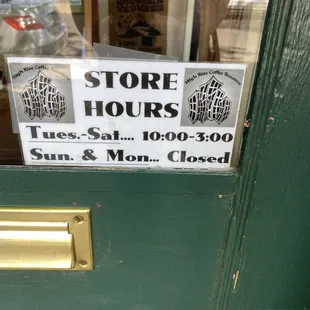 STORE
HOURS
Tues.-Sat.... 10:00-3:00
Sun. & Mon... Closed